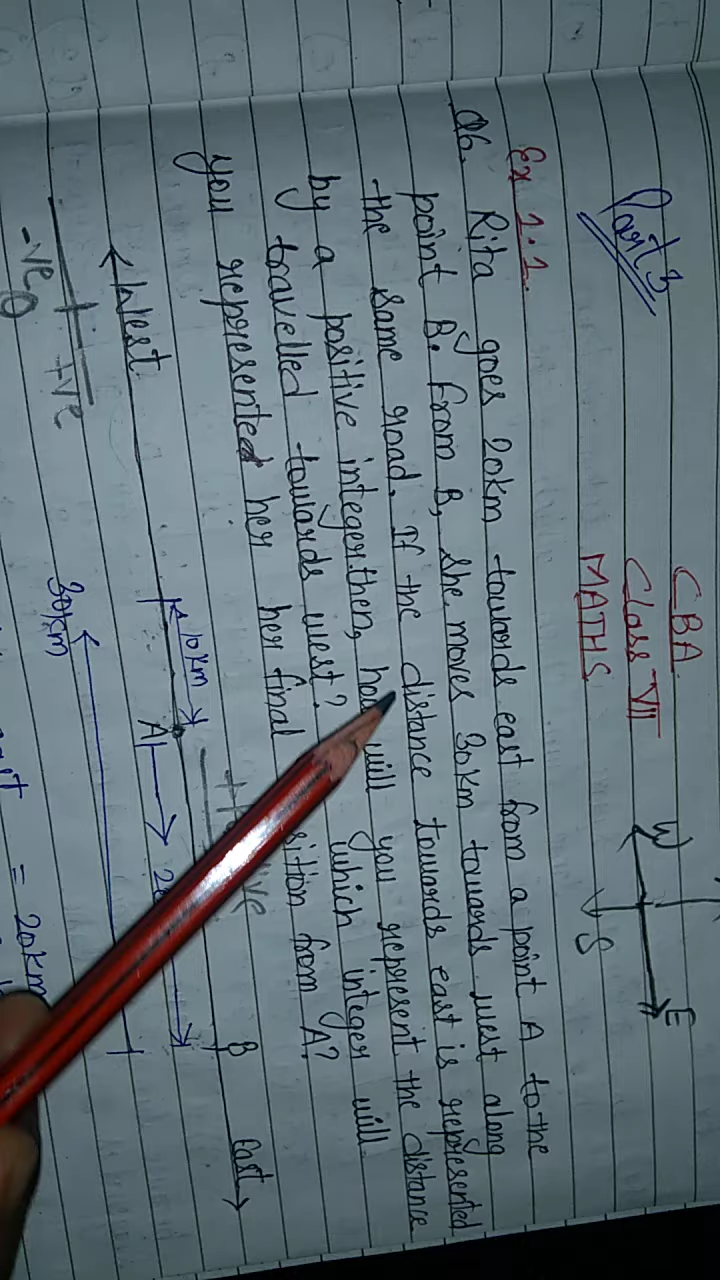 Part 3
CBA
Class VII
MATHS
W E
S
Ex 1.1.
Q6. Rita goes 20km towards east from a point A to the
point B. From B, she moves 30km towards west along
the same road. If the distance towards east is represented
by a positive integer then, how will you represent the distance
travelled towards west? which integer will
you represented her her final from A?
+ve
B East
West 10km A
30km
-ve 0 +ve
= 20km